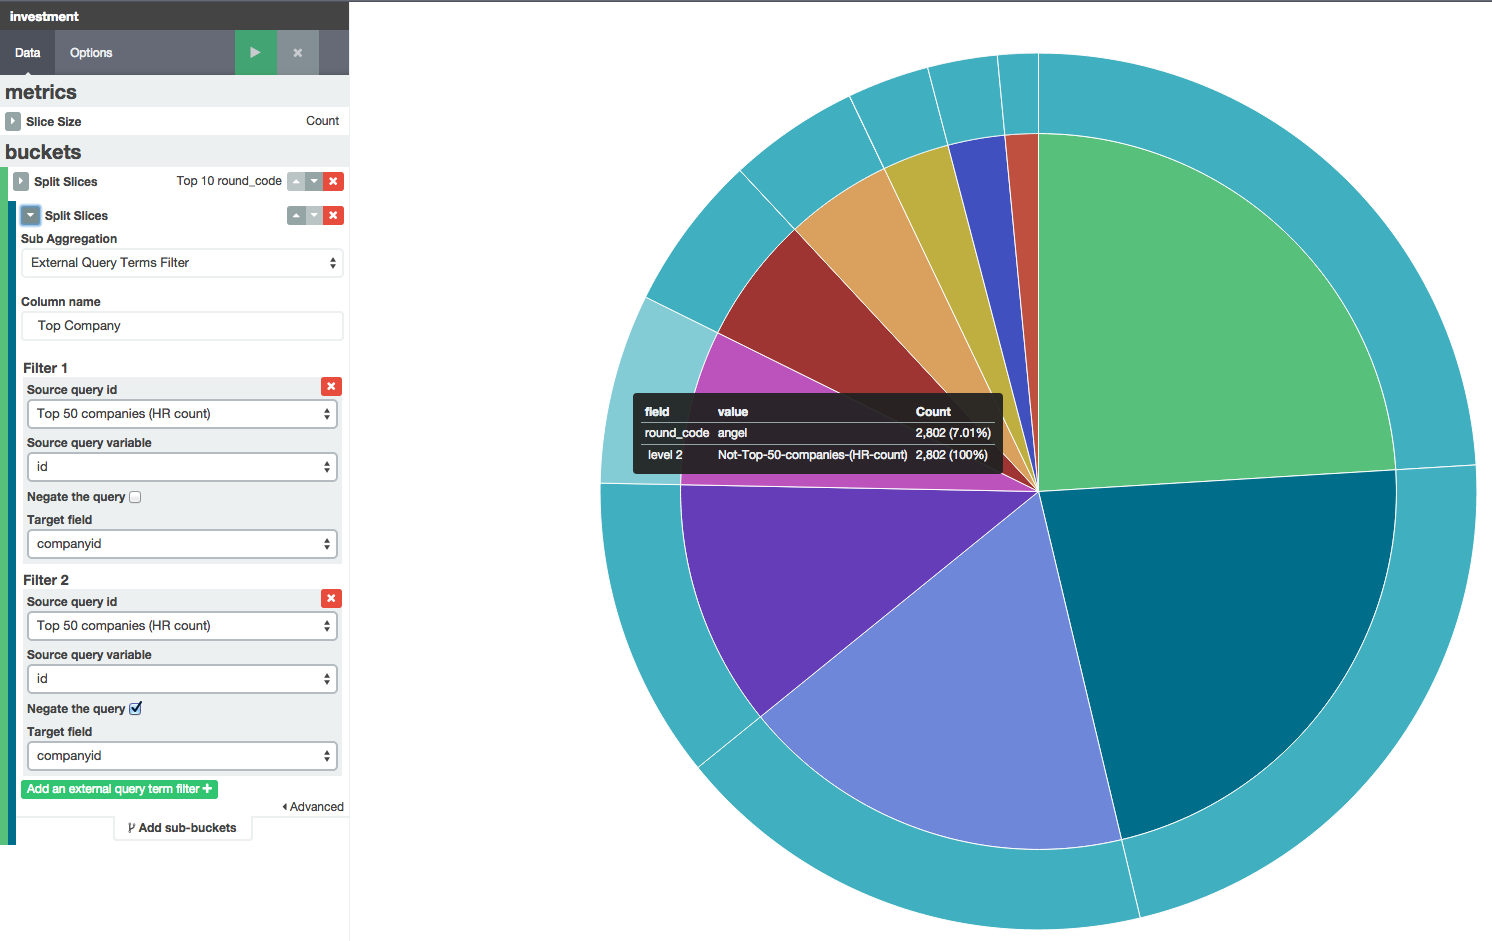 investment
Data Options
metrics
Slice Size Count
buckets
Split Slices Top 10 round_code
Split Slices
Sub Aggregation
External Query Terms Filter
Column name
Top Company
Filter 1
Source query id
Top 50 companies (HR count)
Source query variable
id
Negate the query
Target field
companyid
Filter 2
Source query id
Top 50 companies (HR count)
Source query variable
id
Negate the query
Target field
companyid
Add an external query term filter +
Advanced
Add sub-buckets
field value Count
round_code angel 2,802 (7.01%)
level 2 Not-Top-50-companies-(HR-count) 2,802 (100%)